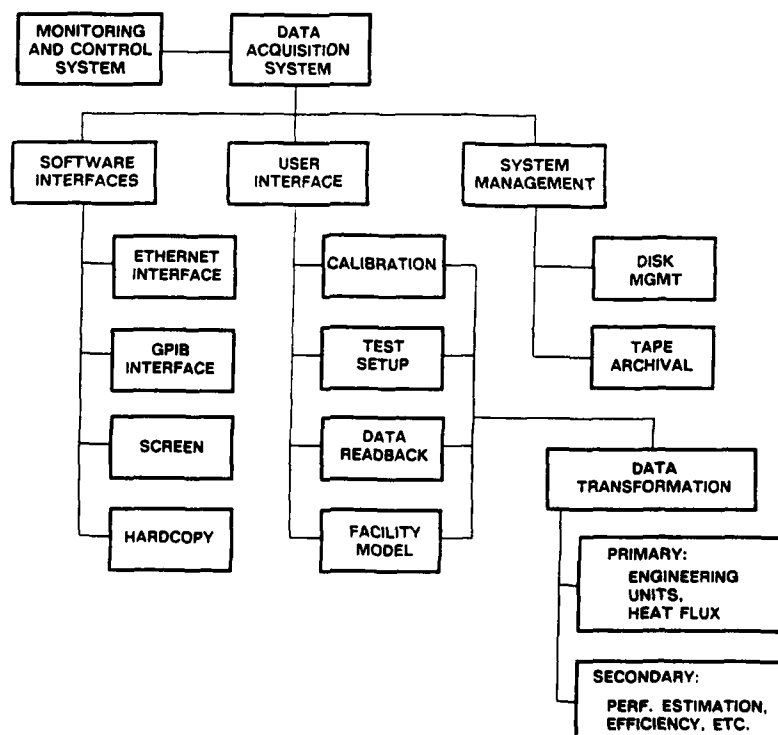 MONITORING
AND CONTROL
SYSTEM
DATA
ACQUISITION
SYSTEM
SOFTWARE
INTERFACES
USER
INTERFACE
SYSTEM
MANAGEMENT
ETHERNET
INTERFACE
GPIB
INTERFACE
SCREEN
HARDCOPY
CALIBRATION
TEST
SETUP
DATA
READBACK
FACILITY
MODEL
DISK
MGMT
TAPE
ARCHIVAL
DATA
TRANSFORMATION
PRIMARY:
ENGINEERING
UNITS,
HEAT FLUX
SECONDARY:
PERF. ESTIMATION,
EFFICIENCY, ETC.